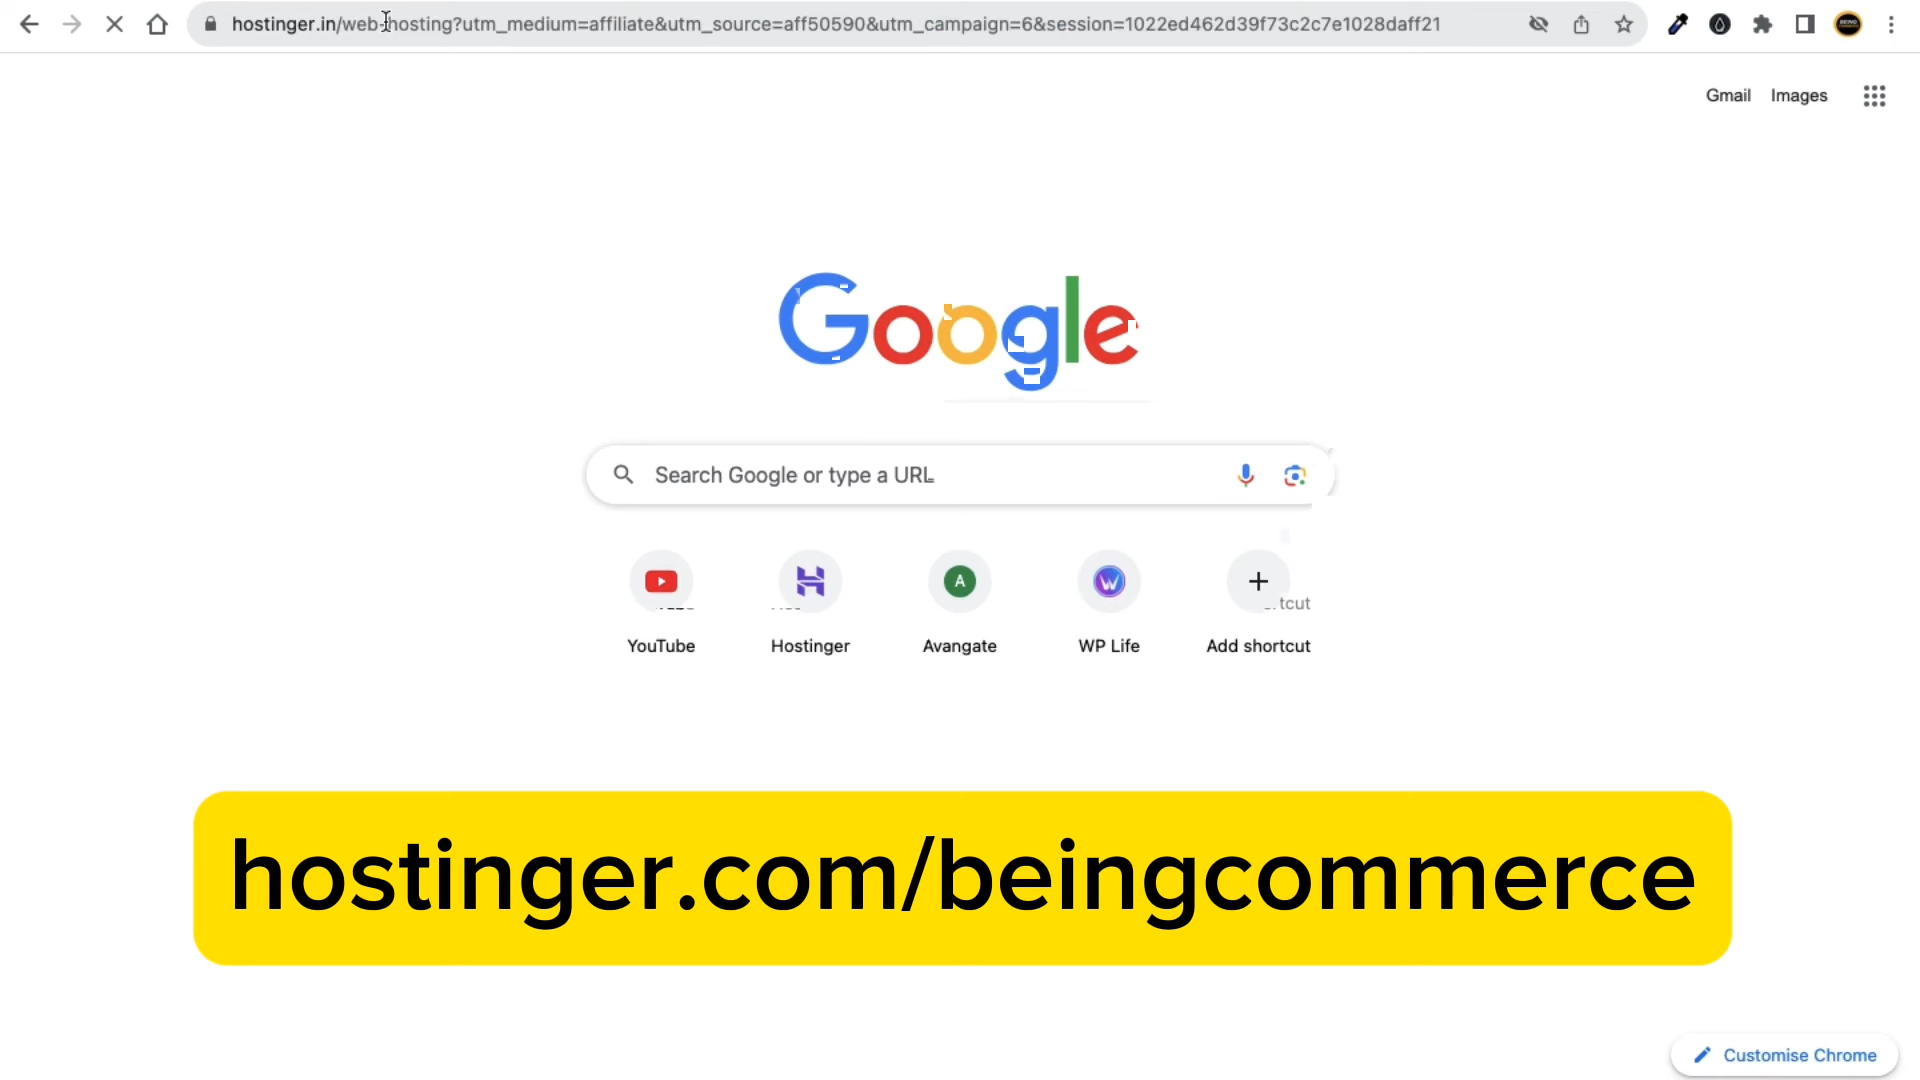 hostinger.in/web-hosting?utm_medium=affiliate&utm_source=aff50590&utm_campaign=6&session=1022ed462d39f73c2c7e1028daff21
Gmail Images
Google
Search Google or type a URL
A
YouTube Hostinger Avangate WP Life Add shortcut
hostinger.com/beingcommerce
Customise Chrome